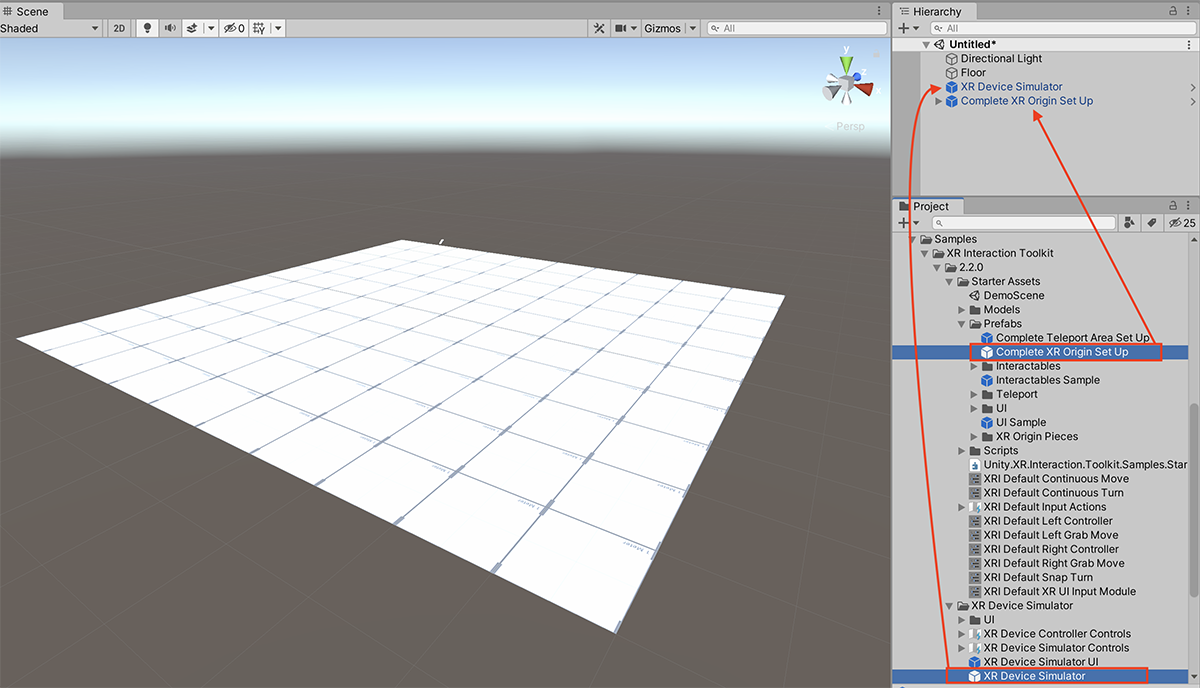 Scene
Shaded
2D
0
Gizmos
All
y
z
Persp
1 Meter
1 Meter
1 Meter
Hierarchy
All
Untitled*
Directional Light
Floor
XR Device Simulator
Complete XR Origin Set Up
Project
25
Samples
XR Interaction Toolkit
2.2.0
Starter Assets
DemoScene
Models
Prefabs
Complete Teleport Area Set Up
Complete XR Origin Set Up
Interactables
Interactables Sample
Teleport
UI
UI Sample
XR Origin Pieces
Scripts
Unity.XR.Interaction.Toolkit.Samples.Star
XRI Default Continuous Move
XRI Default Continuous Turn
XRI Default Input Actions
XRI Default Left Controller
XRI Default Left Grab Move
XRI Default Right Controller
XRI Default Right Grab Move
XRI Default Snap Turn
XRI Default XR UI Input Module
XR Device Simulator
UI
XR Device Controller Controls
XR Device Simulator Controls
XR Device Simulator UI
XR Device Simulator